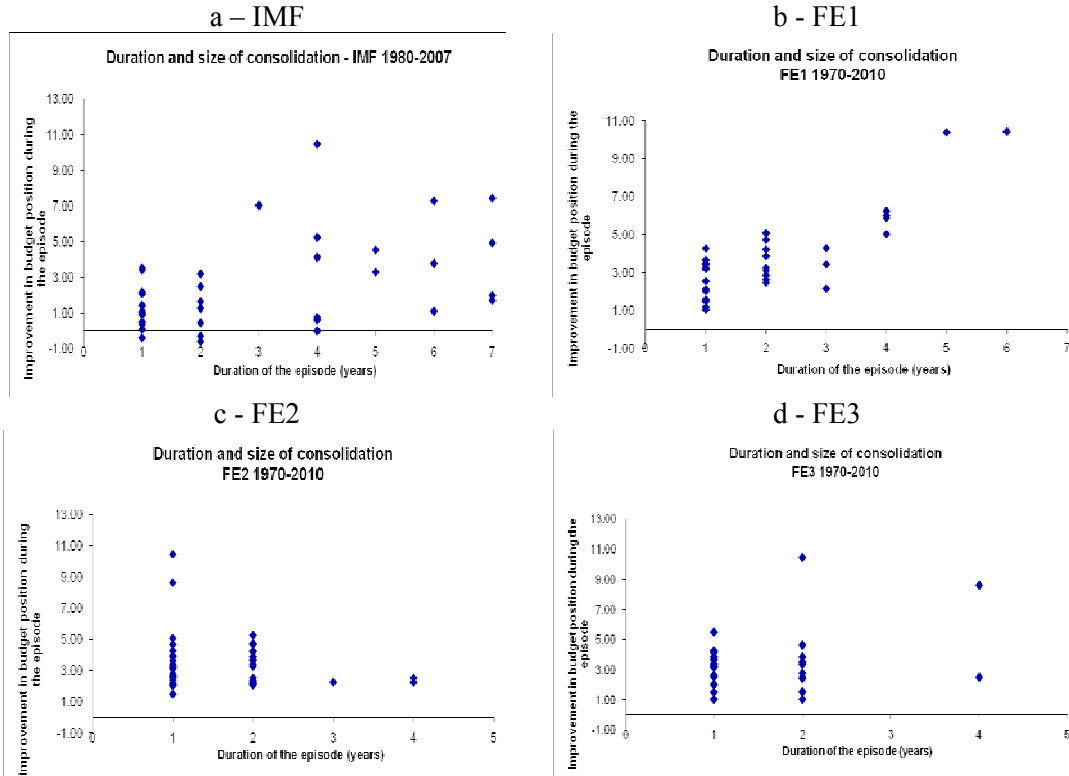 a – IMF
Duration and size of consolidation - IMF 1980-2007
Improvement in budget position during
the episode
13.00
11.00
9.00
7.00
5.00
3.00
1.00
-1.00
0 1 2 3 4 5 6 7
Duration of the episode (years)
b - FE1
Duration and size of consolidation
FE1 1970-2010
Improvement in budget position during the
episode
11.00
9.00
7.00
5.00
3.00
1.00
-1.00
0 1 2 3 4 5 6 7
Duration of the episode (years)
c - FE2
Duration and size of consolidation
FE2 1970-2010
Improvement in budget position during
the episode
13.00
11.00
9.00
7.00
5.00
3.00
1.00
-1.00
0 1 2 3 4 5
Duration of the episode (years)
d - FE3
Duration and size of consolidation
FE3 1970-2010
Improvement in budget position during the
episode
13.00
11.00
9.00
7.00
5.00
3.00
1.00
-1.00
0 1 2 3 4 5
Duration of the episode (years)